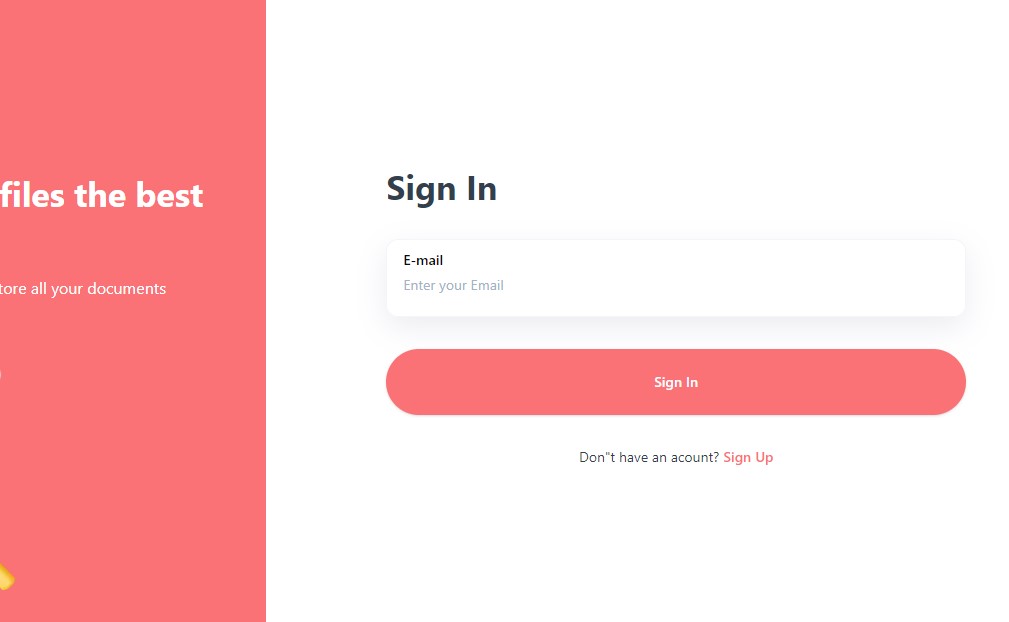 files the best
tore all your documents
Sign In
E-mail
Enter your Email
Sign In
Don"t have an acount? Sign Up